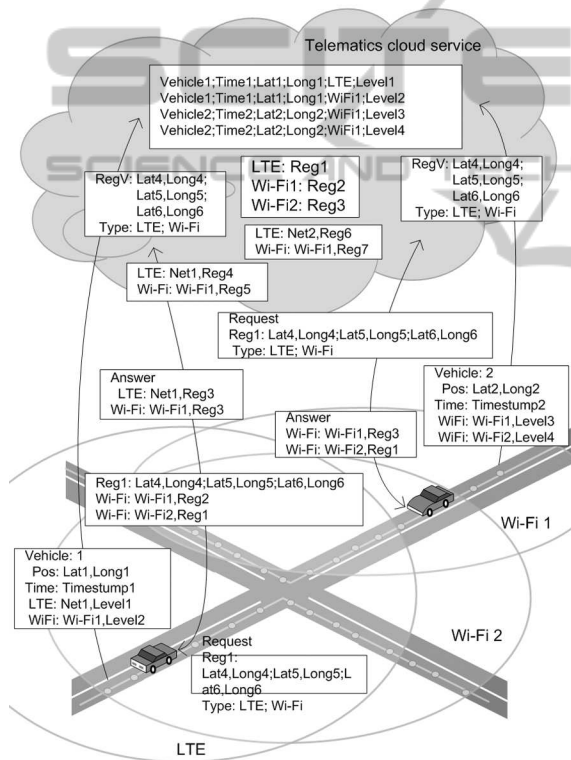 Telematics cloud service
Vehicle1;Time1;Lat1;Long1;LTE;Level1
Vehicle1;Time1;Lat1;Long1;WiFi1;Level2
Vehicle2;Time2;Lat2;Long2;WiFi1;Level3
Vehicle2;Time2;Lat2;Long2;WiFi1;Level4
SCIENCE AND TECH
LTE: Reg1
Wi-Fi1: Reg2
Wi-Fi2: Reg3
RegV: Lat4,Long4;
Lat5,Long5;
Lat6,Long6
Type: LTE; Wi-Fi
RegV: Lat4,Long4;
Lat5,Long5;
Lat6,Long6
Type: LTE; Wi-Fi
LTE: Net2,Reg6
Wi-Fi: Wi-Fi1,Reg7
LTE: Net1,Reg4
Wi-Fi: Wi-Fi1,Reg5
Request
Reg1: Lat4,Long4;Lat5,Long5;Lat6,Long6
Type: LTE; Wi-Fi
Answer
LTE: Net1,Reg3
Wi-Fi: Wi-Fi1,Reg3
Vehicle: 2
Pos: Lat2,Long2
Time: Timestump2
WiFi: Wi-Fi1,Level3
WiFi: Wi-Fi2,Level4
Answer
Wi-Fi: Wi-Fi1,Reg3
Wi-Fi: Wi-Fi2,Reg1
Reg1: Lat4,Long4;Lat5,Long5;Lat6,Long6
Wi-Fi: Wi-Fi1,Reg2
Wi-Fi: Wi-Fi2,Reg1
Wi-Fi 1
Vehicle: 1
Pos: Lat1,Long1
Time: Timestump1
LTE: Net1,Level1
WiFi: Wi-Fi1,Level2
Wi-Fi 2
Request
Reg1:
Lat4,Long4;Lat5,Long5;L
at6,Long6
Type: LTE; Wi-Fi
LTE